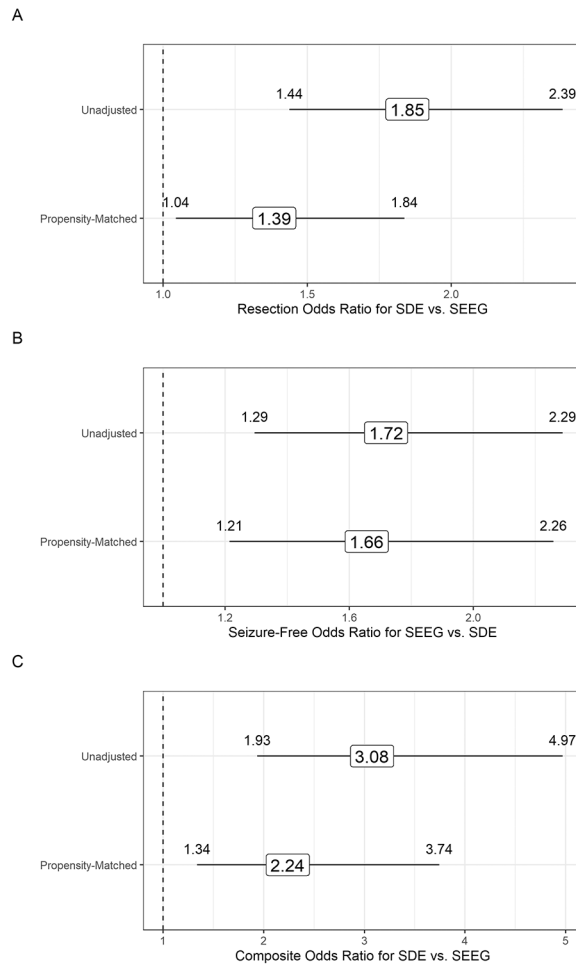 A
1.44 2.39
Unadjusted 1.85
1.04 1.84
Propensity-Matched 1.39
1.0 1.5 2.0
Resection Odds Ratio for SDE vs. SEEG
B
1.29 2.29
Unadjusted 1.72
1.21 2.26
Propensity-Matched 1.66
1.2 1.6 2.0
Seizure-Free Odds Ratio for SEEG vs. SDE
C
1.93 4.97
Unadjusted 3.08
1.34 3.74
Propensity-Matched 2.24
1 2 3 4 5
Composite Odds Ratio for SDE vs. SEEG